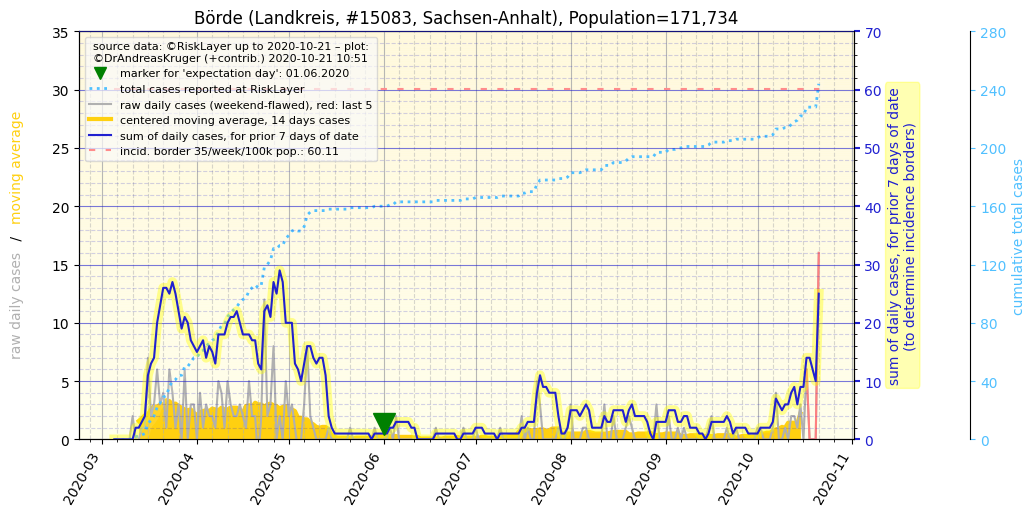 Börde (Landkreis, #15083, Sachsen-Anhalt), Population=171,734
source data: ©RiskLayer up to 2020-10-21 – plot:
©DrAndreasKruger (+contrib.) 2020-10-21 10:51
marker for 'expectation day': 01.06.2020
total cases reported at RiskLayer
raw daily cases (weekend-flawed), red: last 5
centered moving average, 14 days cases
sum of daily cases, for prior 7 days of date
incid. border 35/week/100k pop.: 60.11
raw daily cases / moving average
35
30
25
20
15
10
5
0
70
60
50
40
30
20
10
0
sum of daily cases, for prior 7 days of date
(to determine incidence borders)
280
240
200
160
120
80
40
0
cumulative total cases
2020-03
2020-04
2020-05
2020-06
2020-07
2020-08
2020-09
2020-10
2020-11